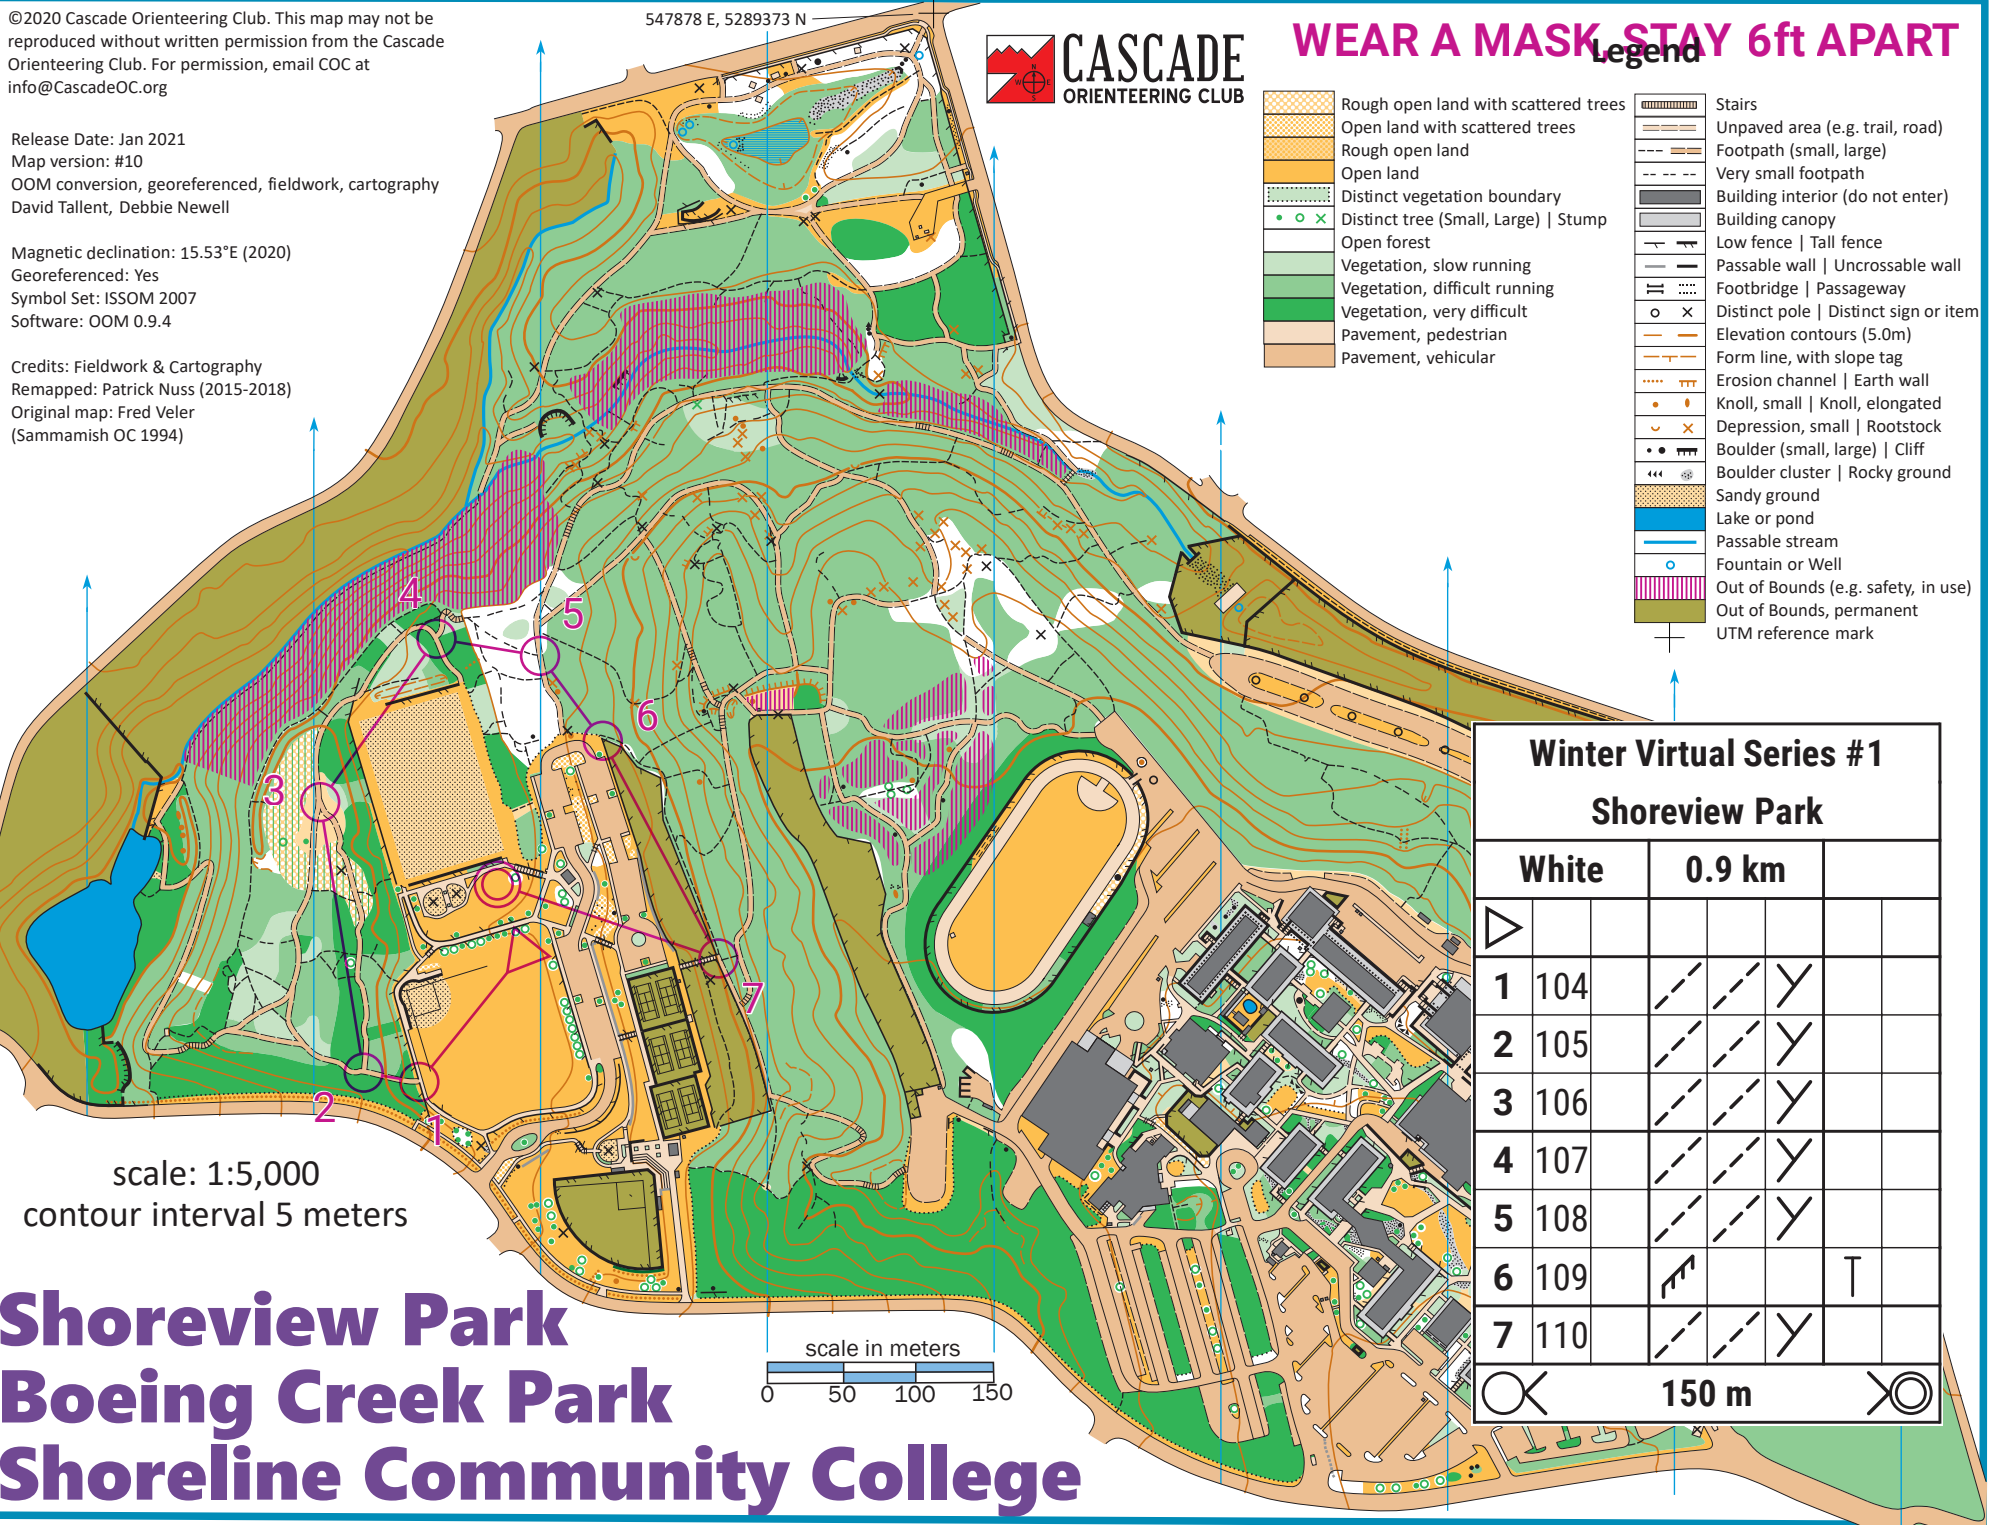 ©2020 Cascade Orienteering Club. This map may not be
reproduced without written permission from the Cascade
Orienteering Club. For permission, email COC at
info@CascadeOC.org
Release Date: Jan 2021
Map version: #10
OOM conversion, georeferenced, fieldwork, cartography
David Tallent, Debbie Newell
Magnetic declination: 15.53°E (2020)
Georeferenced: Yes
Symbol Set: ISSOM 2007
Software: OOM 0.9.4
Credits: Fieldwork & Cartography
Remapped: Patrick Nuss (2015-2018)
Original map: Fred Veler
(Sammamish OC 1994)
547878 E, 5289373 N
N
W E
S
CASCADE
ORIENTEERING CLUB
WEAR A MASK, STAY 6ft APART
Legend
Rough open land with scattered trees
Open land with scattered trees
Rough open land
Open land
Distinct vegetation boundary
Distinct tree (Small, Large) | Stump
Open forest
Vegetation, slow running
Vegetation, difficult running
Vegetation, very difficult
Pavement, pedestrian
Pavement, vehicular
Stairs
Unpaved area (e.g. trail, road)
Footpath (small, large)
Very small footpath
Building interior (do not enter)
Building canopy
Low fence | Tall fence
Passable wall | Uncrossable wall
Footbridge | Passageway
Distinct pole | Distinct sign or item
Elevation contours (5.0m)
Form line, with slope tag
Erosion channel | Earth wall
Knoll, small | Knoll, elongated
Depression, small | Rootstock
Boulder (small, large) | Cliff
Boulder cluster | Rocky ground
Sandy ground
Lake or pond
Passable stream
Fountain or Well
Out of Bounds (e.g. safety, in use)
Out of Bounds, permanent
UTM reference mark
4
5
6
3
7
2
1
Winter Virtual Series #1
Shoreview Park
White 0.9 km
1 104
2 105
3 106
4 107
5 108
6 109
7 110
150 m
scale: 1:5,000
contour interval 5 meters
Shoreview Park
Boeing Creek Park
Shoreline Community College
scale in meters
0 50 100 150